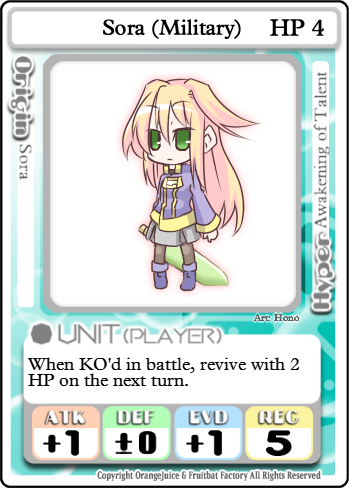 Sora (Military) HP 4
Origin Sora
Hyper Awakening of Talent
Art: Hono
UNIT (PLAYER)
When KO'd in battle, revive with 2
HP on the next turn.
ATK DEF EVD REC
+1 ±0 +1 5
Copyright Orangejuice & Fruitbat Factory All Rights Reserved